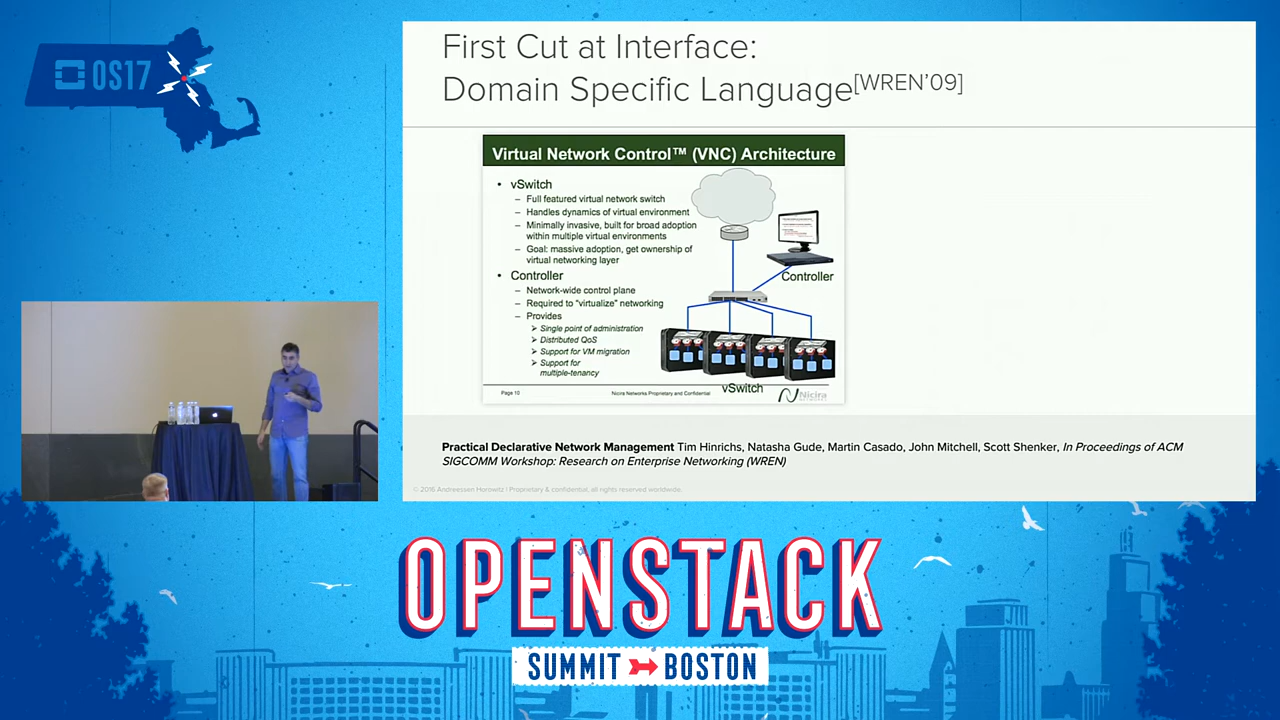 OS17
First Cut at Interface:
Domain Specific Language[WREN'09]
Virtual Network Control™ (VNC) Architecture
• vSwitch
– Full featured virtual network switch
– Handles dynamics of virtual environment
– Minimally invasive, built for broad adoption
within multiple virtual environments
– Goal: massive adoption, get ownership of
virtual networking layer
• Controller
– Network-wide control plane
– Required to "virtualize" networking
– Provides
➢ Single point of administration
➢ Distributed QoS
➢ Support for VM migration
➢ Support for
multiple-tenancy
Controller
vSwitch
Page 10
Nicira Networks Proprietary and Confidential
Nicira
NETWORKS
Practical Declarative Network Management Tim Hinrichs, Natasha Gude, Martin Casado, John Mitchell, Scott Shenker, In Proceedings of ACM
SIGCOMM Workshop: Research on Enterprise Networking (WREN)
© 2016 Andreessen Horowitz | Proprietary & confidential, all rights reserved worldwide.
OPENSTACK
SUMMIT BOSTON